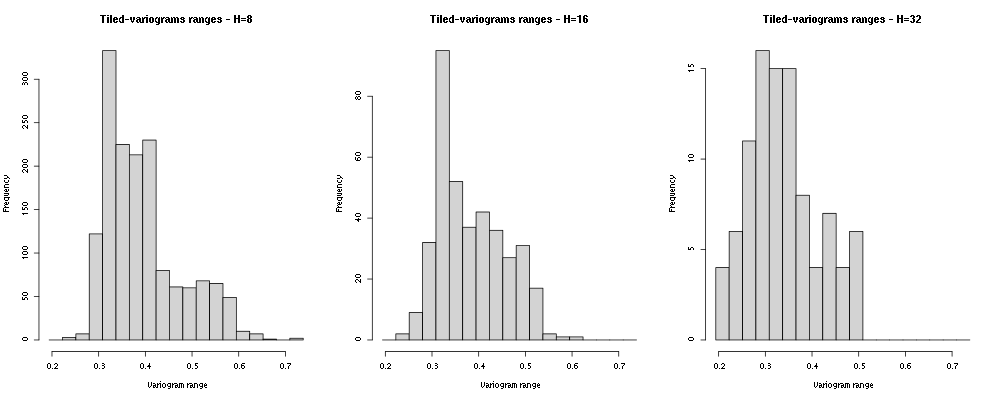 Tiled-variograms ranges - H=8
Tiled-variograms ranges - H=16
Tiled-variograms ranges - H=32
Frequency
0
50
100
150
200
250
300
0.2 0.3 0.4 0.5 0.6 0.7
Variogram range
Frequency
0
20
40
60
80
0.2 0.3 0.4 0.5 0.6 0.7
Variogram range
Frequency
0
5
10
15
0.2 0.3 0.4 0.5 0.6 0.7
Variogram range